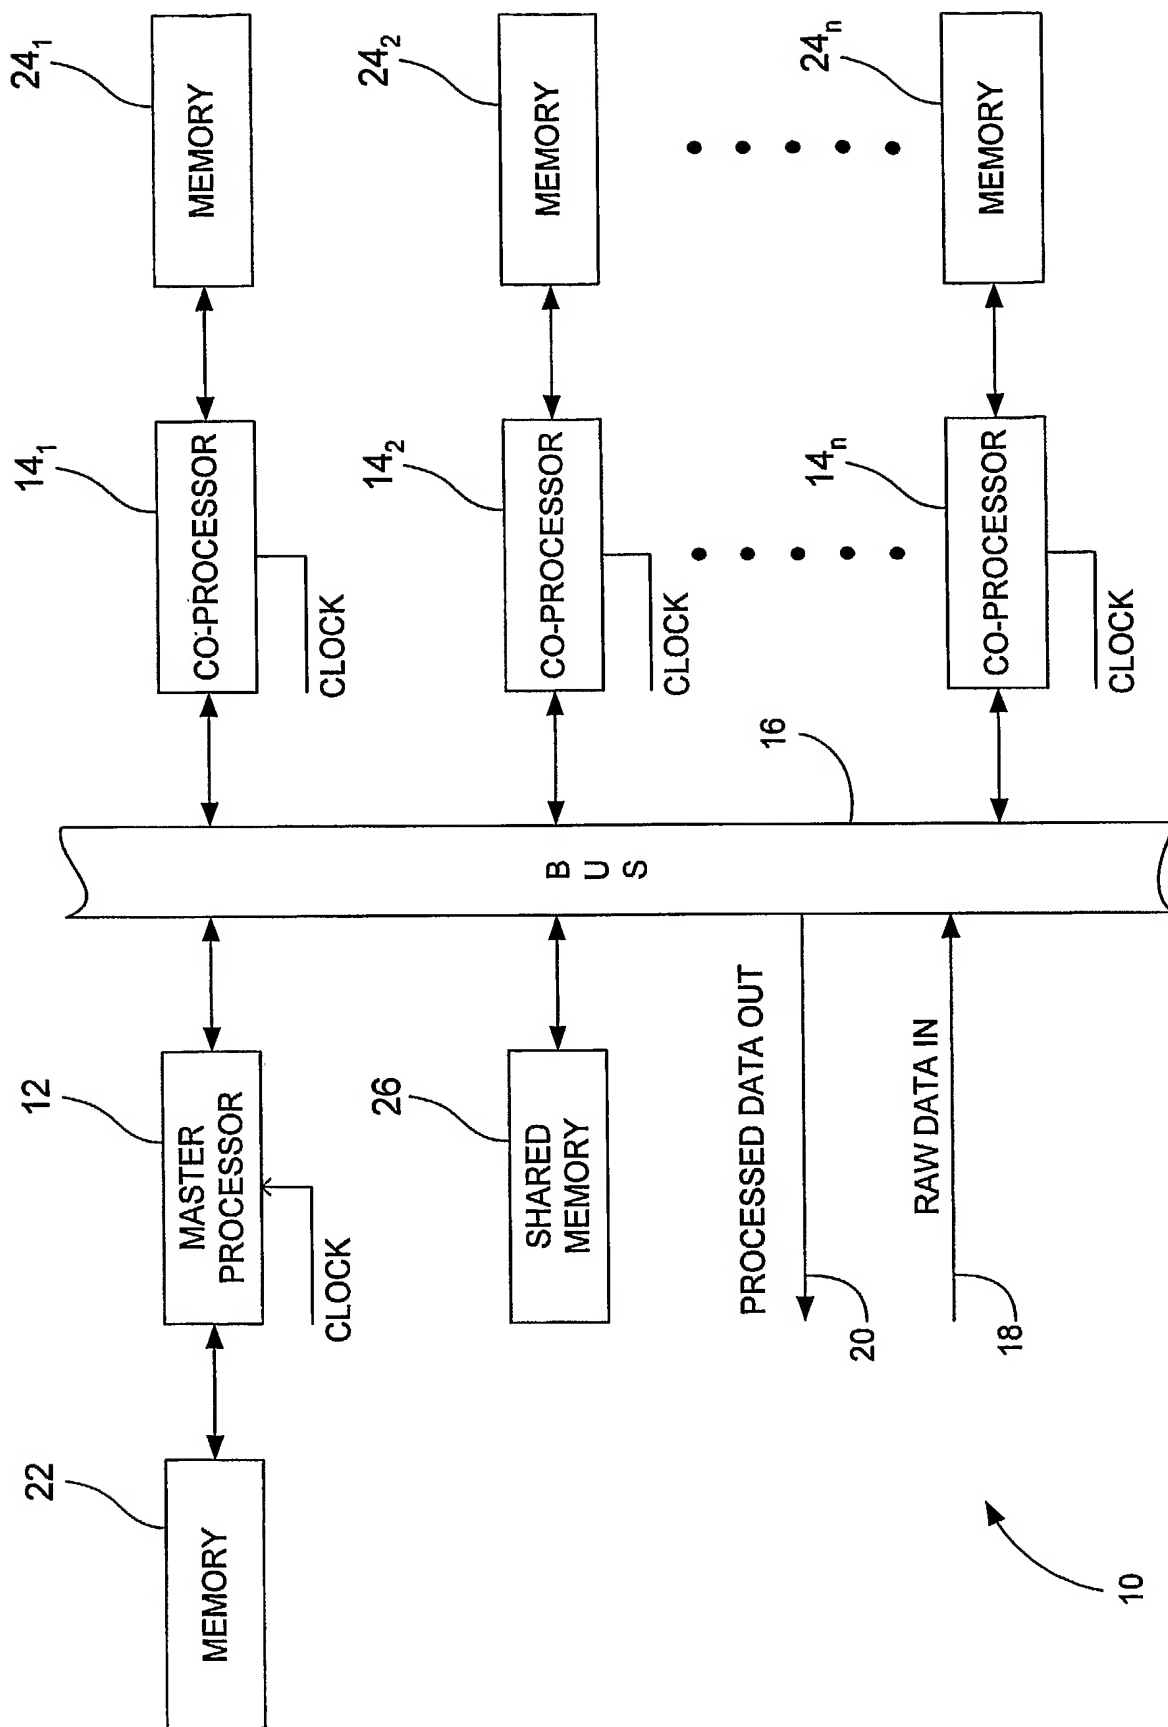 22
12
14₁
24₁
MEMORY
MASTER
PROCESSOR
CO-PROCESSOR
MEMORY
CLOCK
CLOCK
26
14₂
24₂
SHARED
MEMORY
B
U
S
CO-PROCESSOR
MEMORY
CLOCK
PROCESSED DATA OUT
16
14ₙ
24ₙ
20
RAW DATA IN
18
CO-PROCESSOR
MEMORY
CLOCK
10